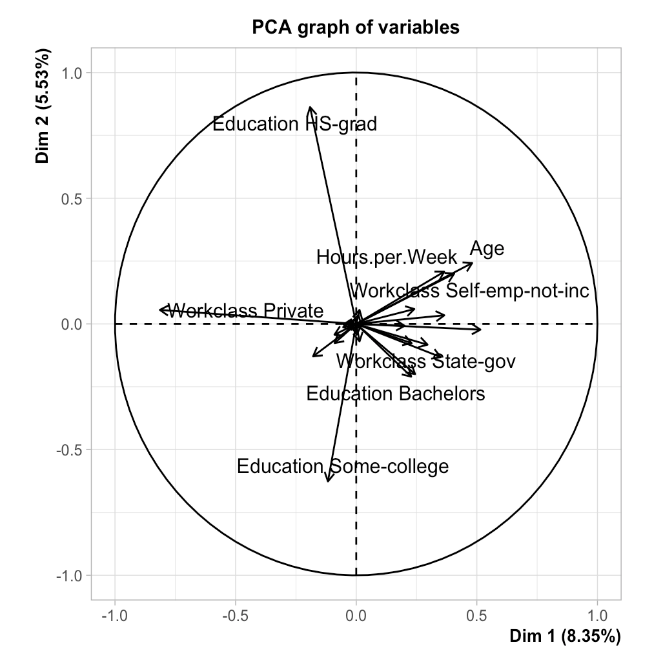 PCA graph of variables
Dim 2 (5.53%)
1.0
Education HS-grad
0.5
Hours.per.Week
Age
Workclass Self-emp-not-inc
Workclass Private
0.0
Workclass State-gov
Education Bachelors
-0.5
Education Some-college
-1.0
-1.0
-0.5
0.0
0.5
1.0
Dim 1 (8.35%)